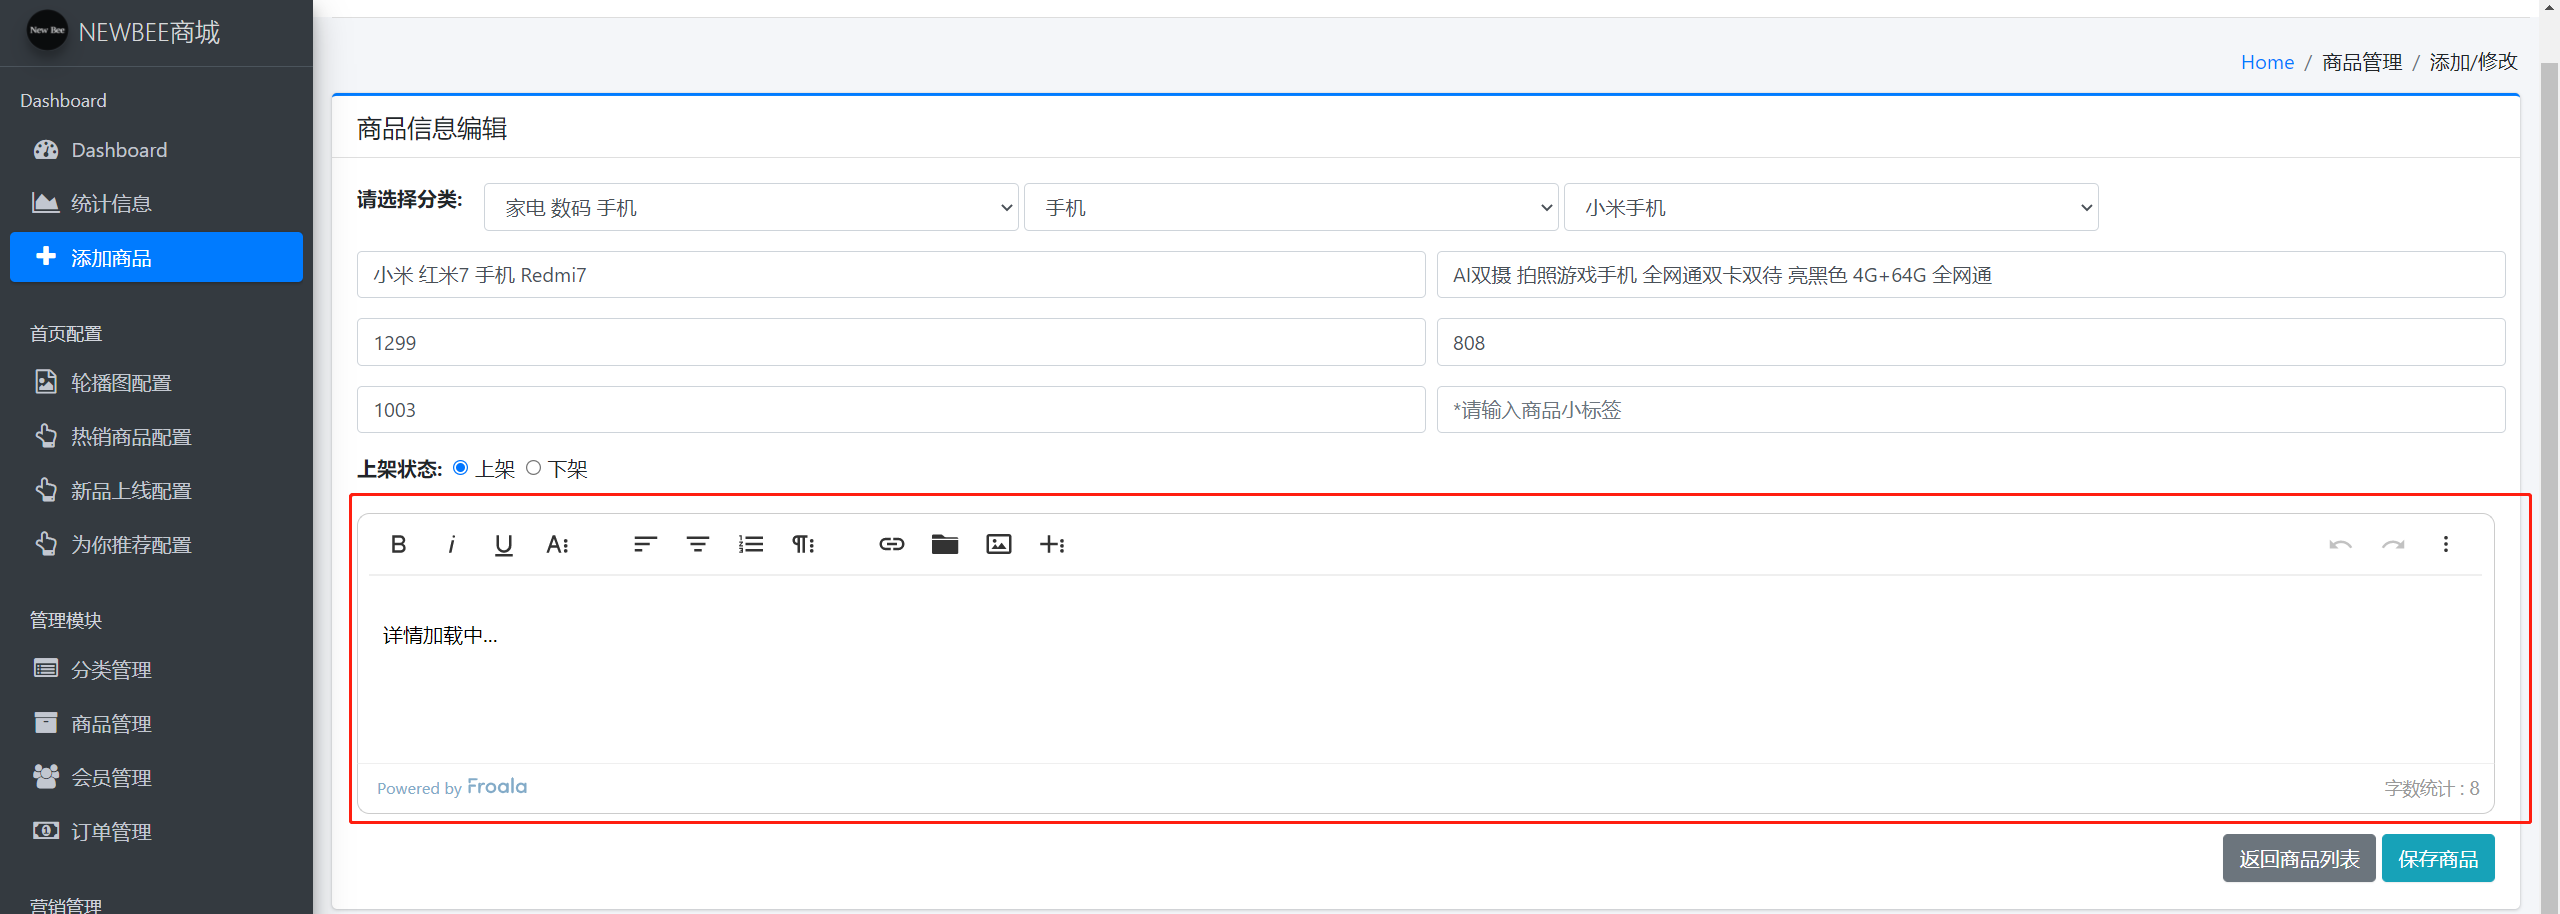 New Bee NEWBEE商城
Dashboard
Dashboard
统计信息
添加商品
首页配置
轮播图配置
热销商品配置
新品上线配置
为你推荐配置
管理模块
分类管理
商品管理
会员管理
订单管理
营销管理
Home / 商品管理 / 添加/修改
商品信息编辑
请选择分类: 家电 数码 手机 手机 小米手机
小米 红米7 手机 Redmi7 AI双摄 拍照游戏手机 全网通双卡双待 亮黑色 4G+64G 全网通
1299 808
1003 *请输入商品小标签
上架状态: 上架 下架
详情加载中...
Powered by Froala 字数统计 : 8
返回商品列表 保存商品